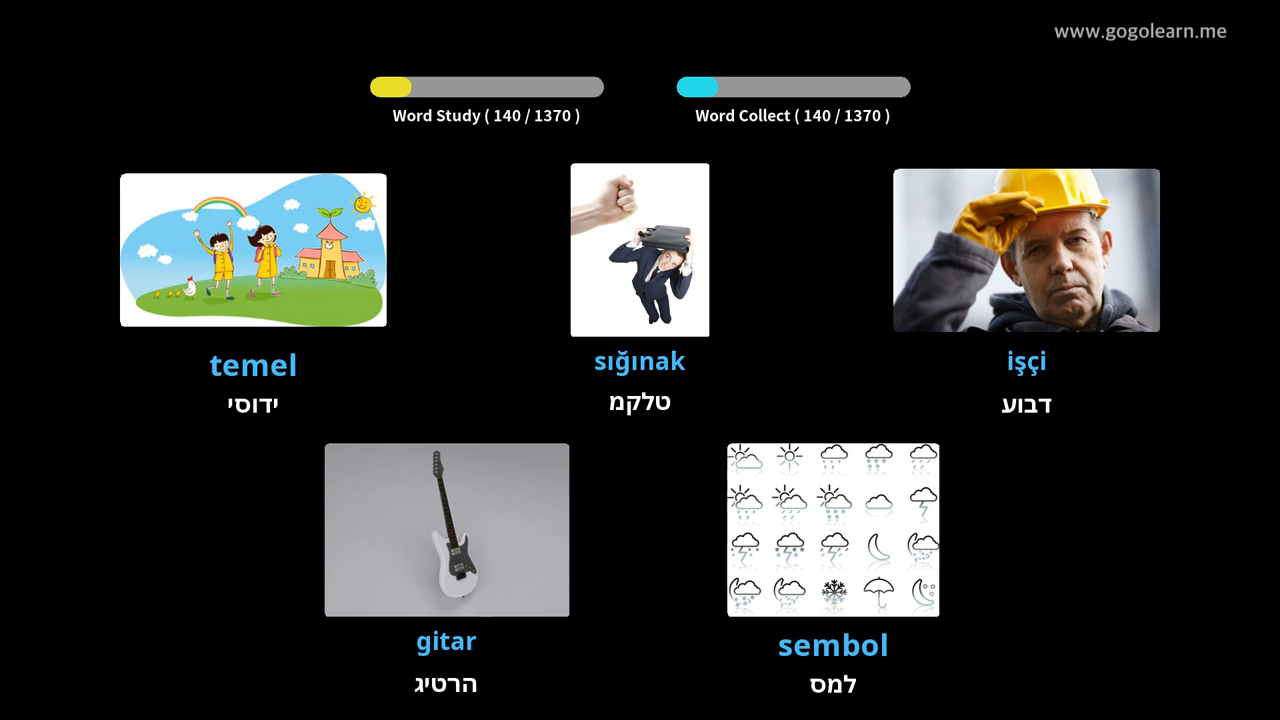 www.gogolearn.me
Word Study ( 140 / 1370 )
Word Collect ( 140 / 1370 )
temel
ידוסי
sığınak
טלקמ
işçi
דבוע
gitar
הרטיג
sembol
למס